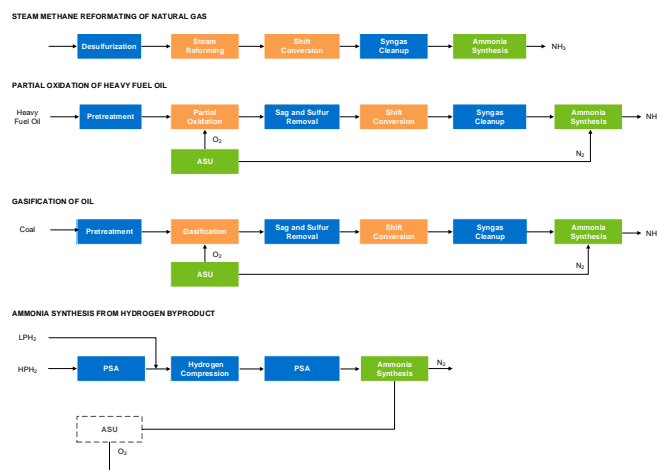 STEAM METHANE REFORMATING OF NATURAL GAS
Desulfurization
Steam
Reforming
Shift
Conversion
Syngas
Cleanup
Ammonia
Synthesis
NH3
PARTIAL OXIDATION OF HEAVY FUEL OIL
Heavy
Fuel Oil
Pretreatment
Partial
Oxidation
Sag and Sulfur
Removal
Shift
Conversion
Syngas
Cleanup
Ammonia
Synthesis
NH
O2
N2
ASU
GASIFICATION OF OIL
Coal
Pretreatment
Gasification
Sag and Sulfur
Removal
Shift
Conversion
Syngas
Cleanup
Ammonia
Synthesis
NH
O2
N2
ASU
AMMONIA SYNTHESIS FROM HYDROGEN BYPRODUCT
LPH2
HPH2
PSA
Hydrogen
Compression
PSA
Ammonia
Synthesis
N2
ASU
O2